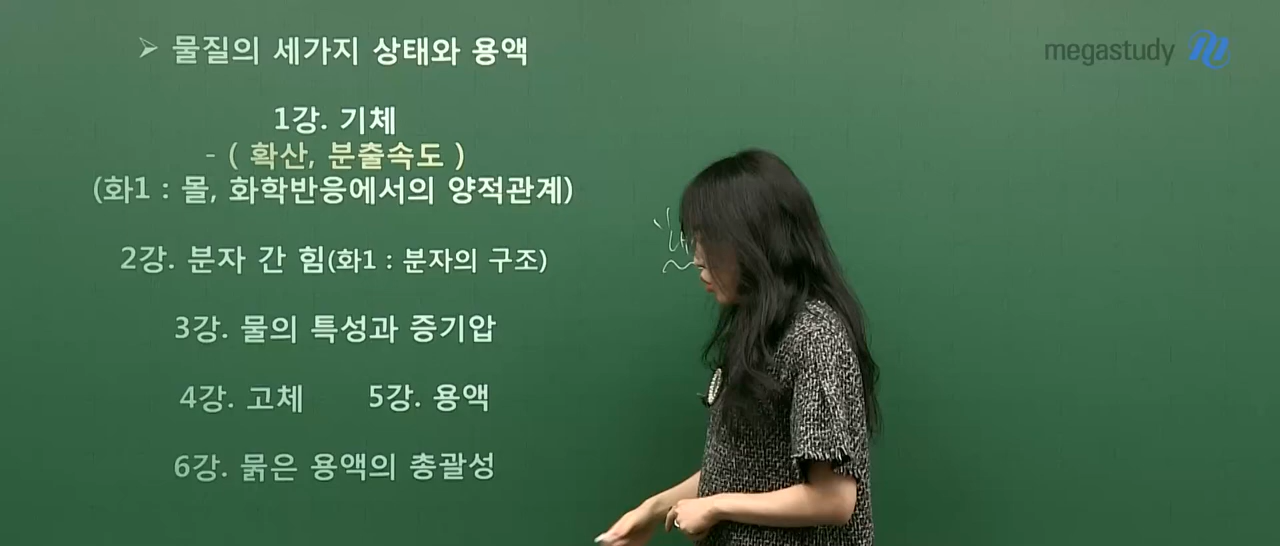 ➢ 물질의 세가지 상태와 용액
megastudy
1강. 기체
- ( 확산, 분출속도 )
(화1 : 몰, 화학반응에서의 양적관계)
2강. 분자 간 힘(화1 : 분자의 구조)
3강. 물의 특성과 증기압
4강. 고체 5강. 용액
6강. 묽은 용액의 총괄성